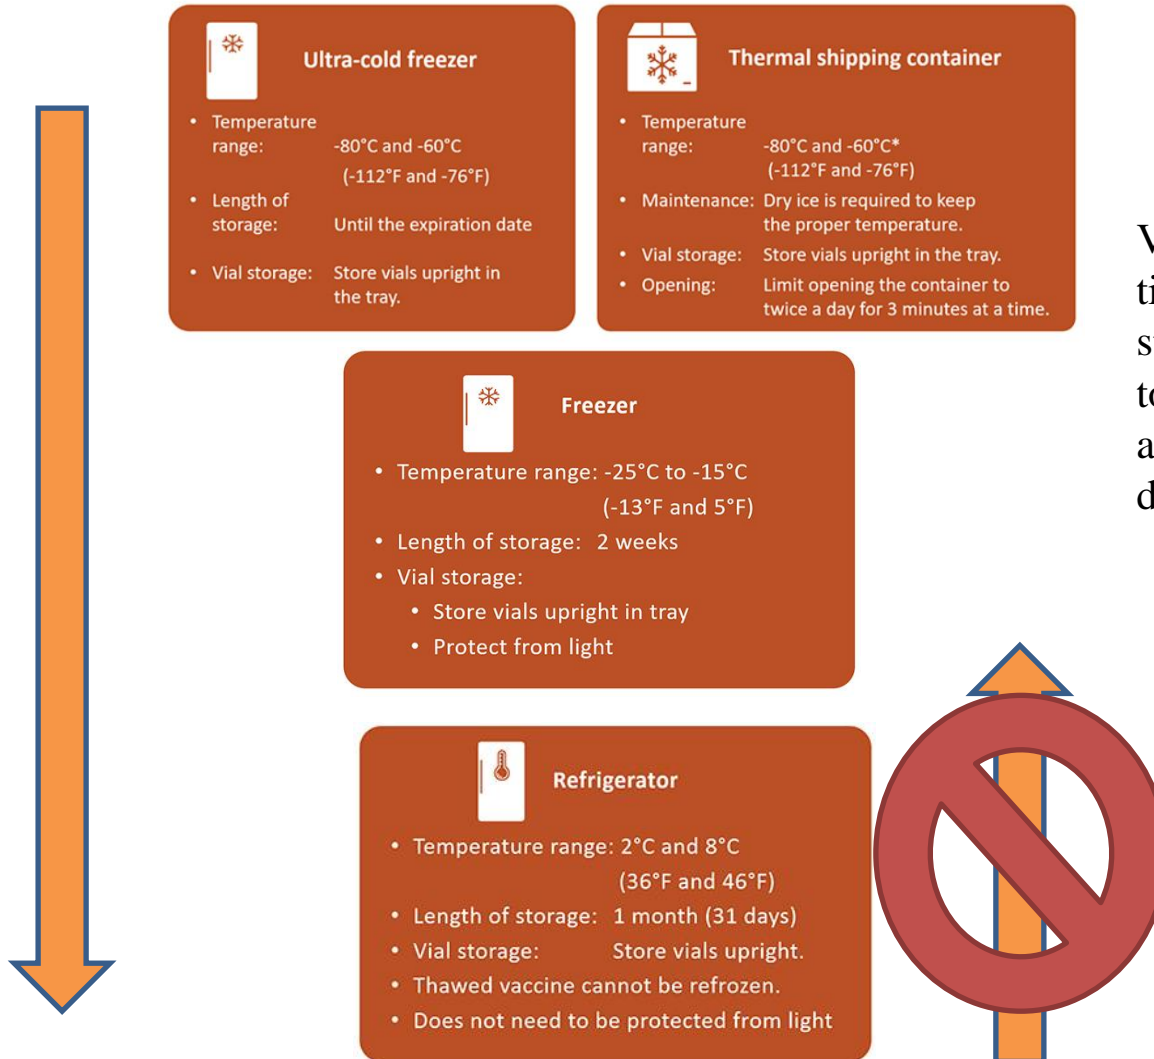 Ultra-cold freezer
• Temperature
range: -80°C and -60°C
(-112°F and -76°F)
• Length of
storage: Until the expiration date
• Vial storage: Store vials upright in
the tray.
Thermal shipping container
• Temperature
range: -80°C and -60°C*
(-112°F and -76°F)
• Maintenance: Dry ice is required to keep
the proper temperature.
• Vial storage: Store vials upright in the tray.
• Opening: Limit opening the container to
twice a day for 3 minutes at a time.
Freezer
• Temperature range: -25°C to -15°C
(-13°F and 5°F)
• Length of storage: 2 weeks
• Vial storage:
• Store vials upright in tray
• Protect from light
Refrigerator
• Temperature range: 2°C and 8°C
(36°F and 46°F)
• Length of storage: 1 month (31 days)
• Vial storage: Store vials upright.
• Thawed vaccine cannot be refrozen.
• Does not need to be protected from light